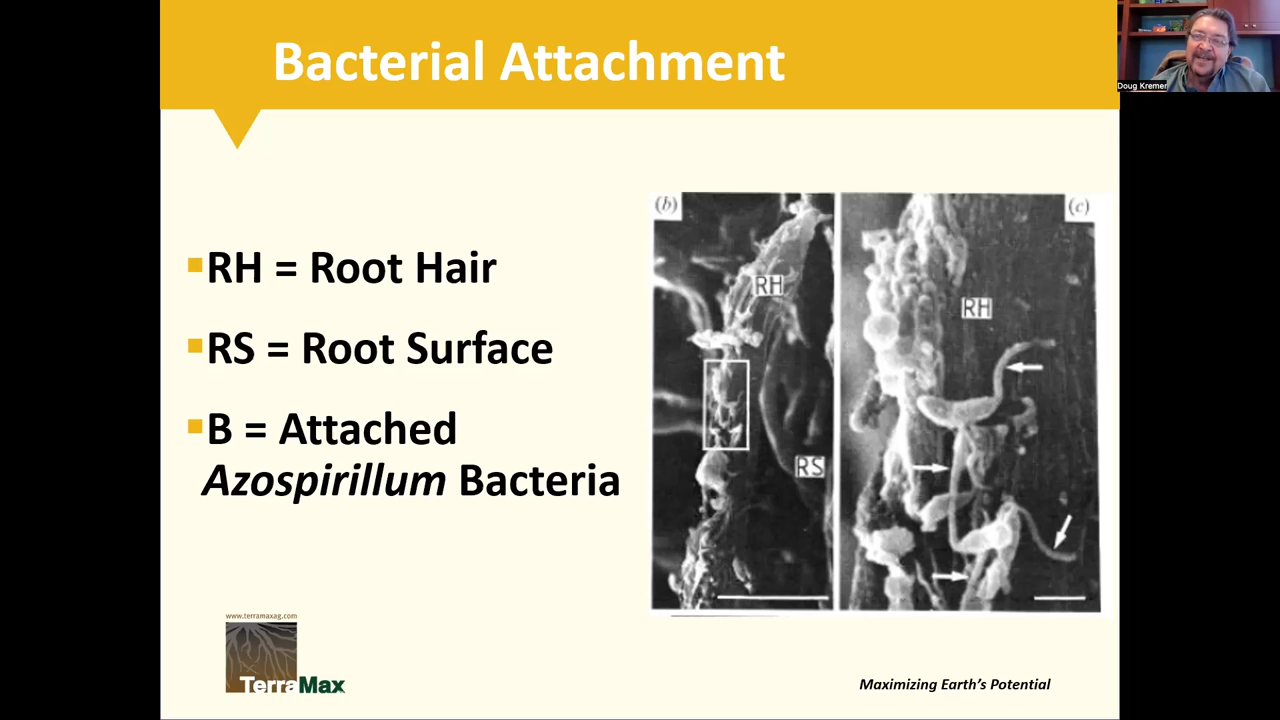 Bacterial Attachment
Doug Kremer
RH = Root Hair
RS = Root Surface
B = Attached
Azospirillum Bacteria
(b)
RH
RS
(c)
RH
www.terramaxag.com
TerraMax
Maximizing Earth's Potential